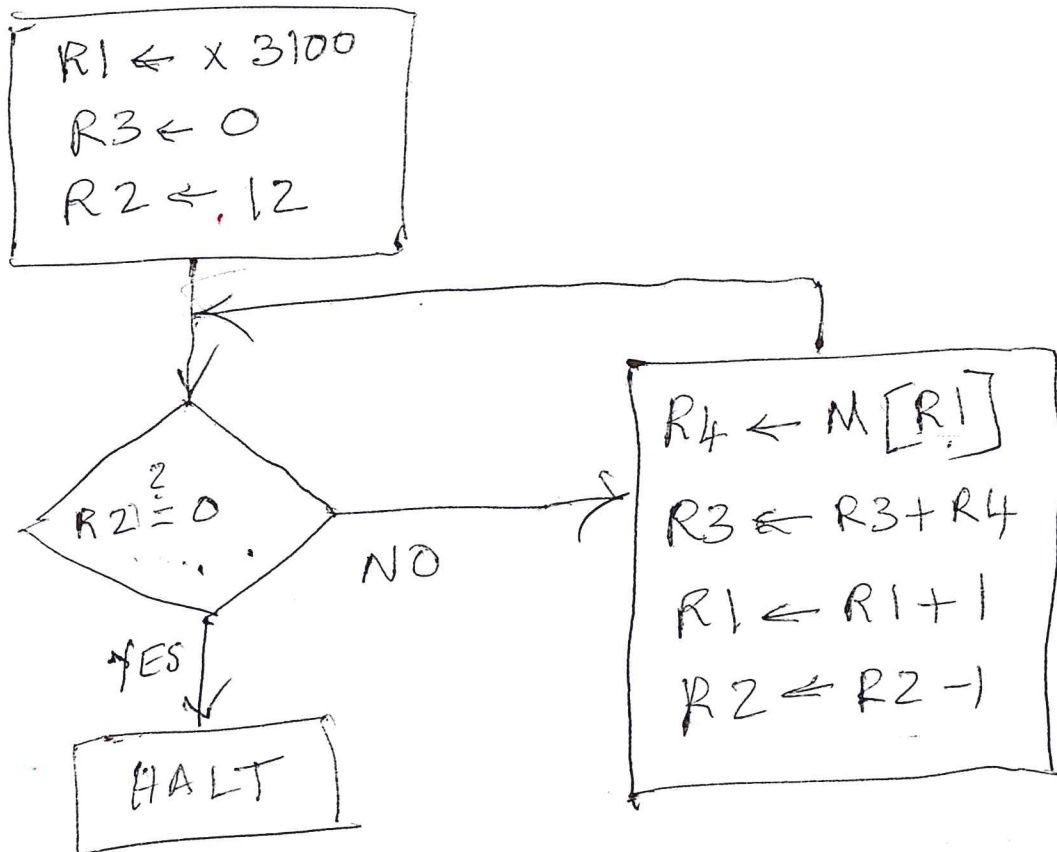 R1 ← x 3100
R3 ← 0
R2 ← 12
R2 ?= 0
NO
YES
HALT
R4 ← M[R1]
R3 ← R3+R4
R1 ← R1+1
R2 ← R2-1